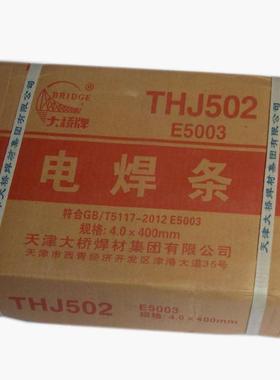 BRIDGE
大桥牌
THJ502
E5003
电焊条
符合GB/T5117-2012 E5003
规格: 4.0×400mm
天津大桥焊材集团有限公司
天津市西青经济开发区津港大道35号
THJ502
E5003
规格: 4.0×400mm